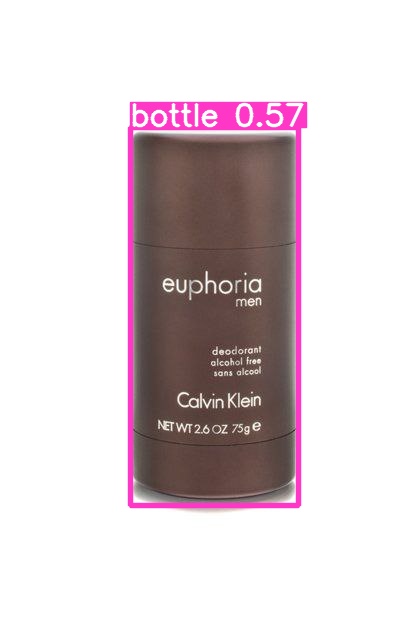 bottle 0.57
euphoria
men
deodorant
alcohol free
sans alcool
Calvin Klein
NET WT 2.6 OZ 75g e